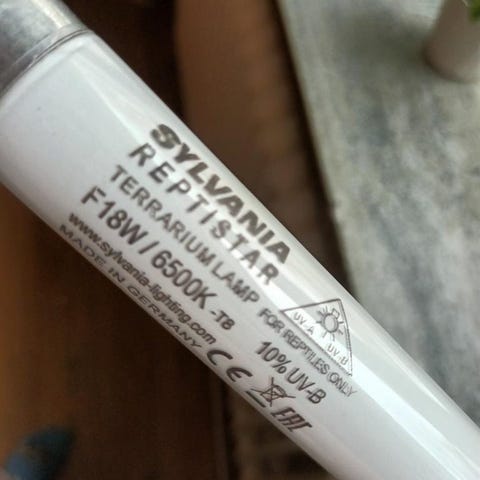 SYLVANIA
REPTISTAR
TERRARIUM LAMP
F18W / 6500K -T8
www.sylvania-lighting.com
MADE IN GERMANY
UV-A UV-B
FOR REPTILES ONLY
10% UV-B
CE
EAC